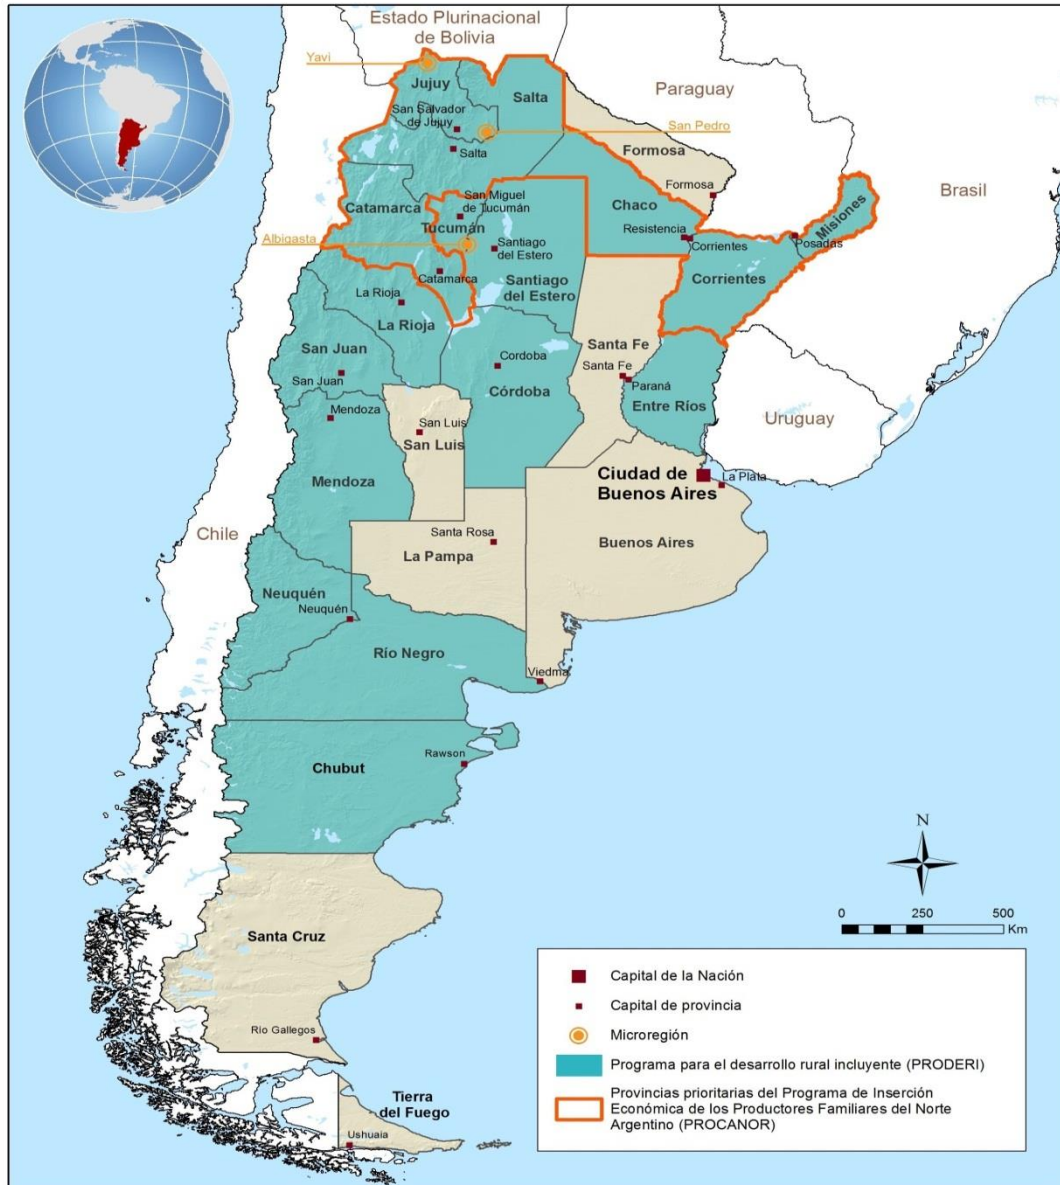 Estado Plurinacional
de Bolivia
Yavi
Jujuy
Salta
Paraguay
San Salvador
de Jujuy
San Pedro
Salta
Formosa
Formosa
Brasil
Catamarca
San Miguel
de Tucumán
Chaco
Misiones
Tucumán
Resistencia
Corrientes
Posadas
Albigasta
Santiago
del Estero
Corrientes
Catamarca
Santiago
del Estero
La Rioja
La Rioja
San Juan
Santa Fe
Cordoba
Santa Fe
San Juan
Paraná
Córdoba
Entre Ríos
Mendoza
San Luis
San Luis
Uruguay
Ciudad de
Buenos Aires
La Plata
Mendoza
Chile
Santa Rosa
La Pampa
Buenos Aires
Neuquén
Neuquén
Río Negro
Viedma
Rawson
Chubut
N
0 250 500
Km
Santa Cruz
Río Gallegos
Tierra
del Fuego
Ushuaia
Capital de la Nación
Capital de provincia
Microregión
Programa para el desarrollo rural incluyente (PRODERI)
Provincias prioritarias del Programa de Inserción
Económica de los Productores Familiares del Norte
Argentino (PROCANOR)